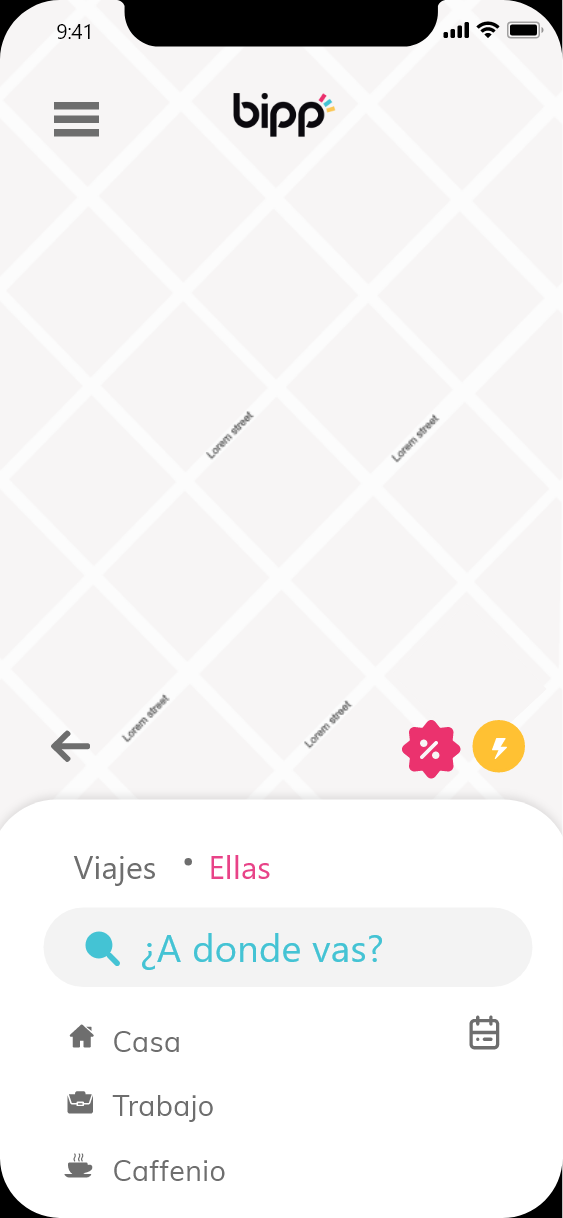 9:41
bipp
Lorem street
Lorem street
Lorem street
Lorem street
Viajes • Ellas
¿A donde vas?
Casa
Trabajo
Caffenio